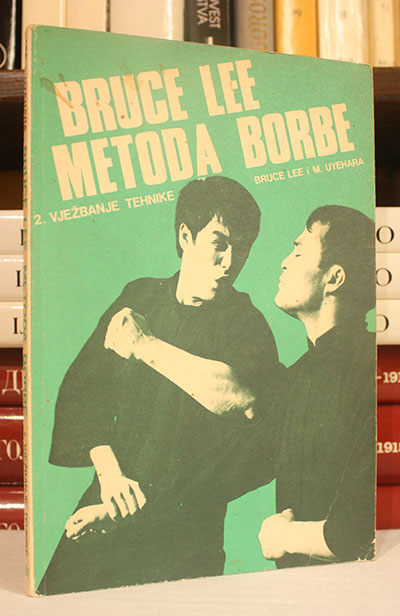 BRUCE LEE
METODA BORBE
BRUCE LEE i M. UYEHARA
2. VJEŽBANJE TEHNIKE